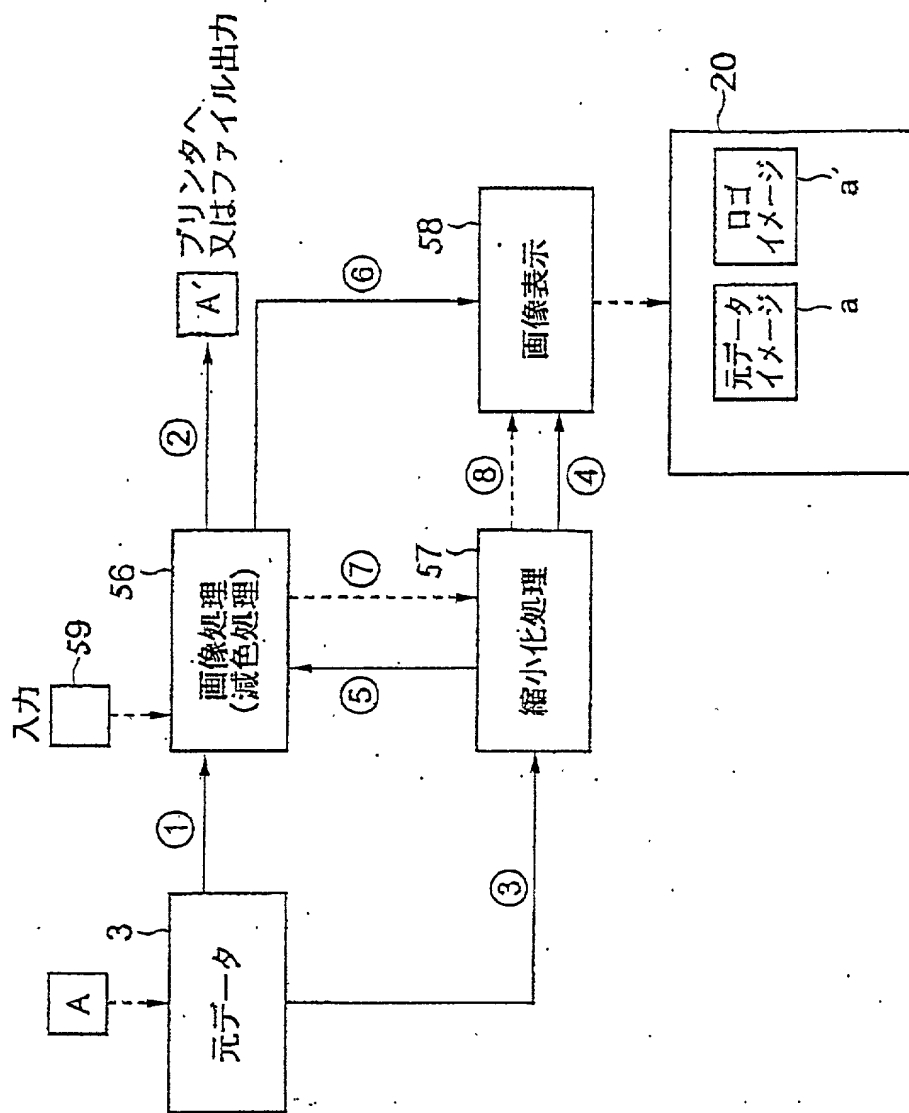 A
3
元データ
①
③
入力
59
56
画像処理
(減色処理)
②
A'
プリンタへ
又はファイル出力
⑤
⑦
⑥
57
縮小化処理
⑧
④
58
画像表示
20
元データ
イメージ
a
ロゴ
イメージ
a'